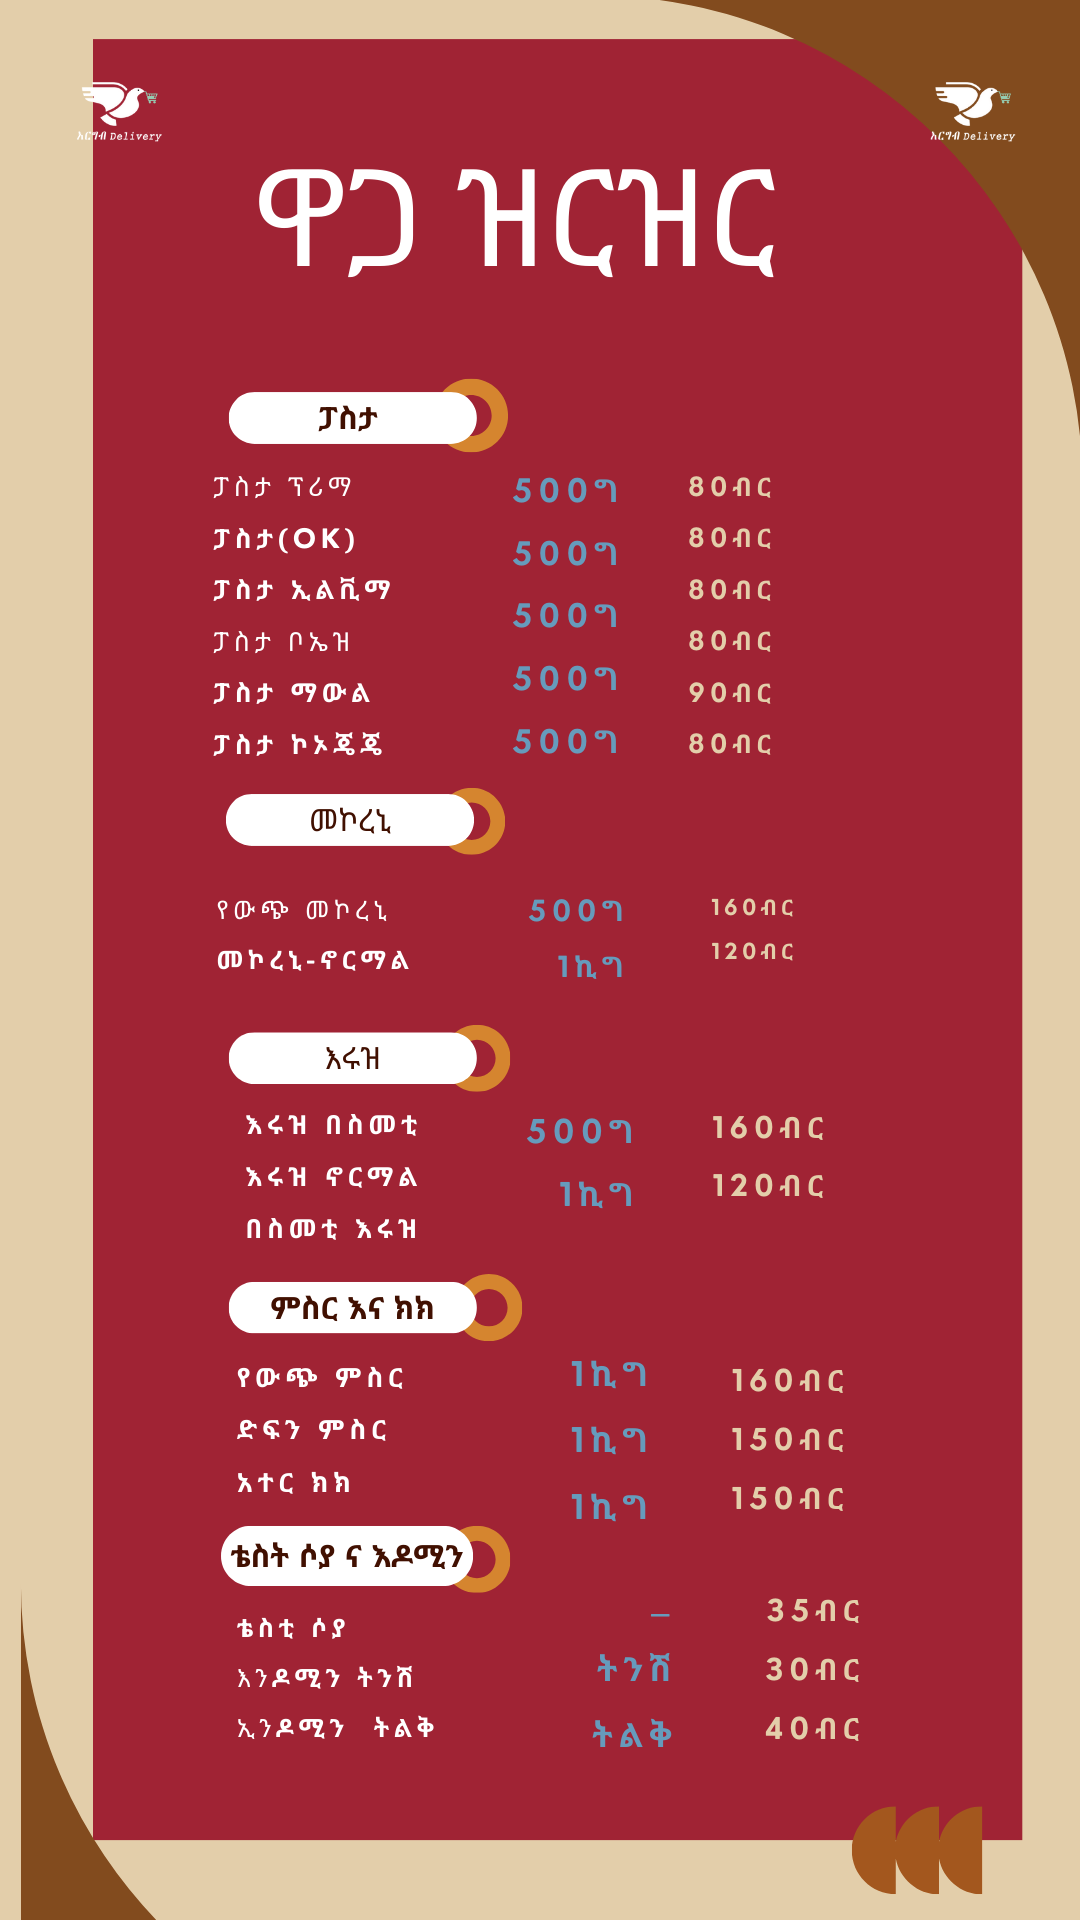 እርግብ Delivery
እርግብ Delivery
ዋጋ ዝርዝር
ፓስታ
ፓስታ ፕሪማ 500ግ 80ብር
ፓስታ(OK) 500ግ 80ብር
ፓስታ ኢልቪማ 500ግ 80ብር
ፓስታ ቦኤዝ 500ግ 80ብር
ፓስታ ማውል 500ግ 90ብር
ፓስታ ኮኦጄጄ 80ብር
መኮረኒ
የውጭ መኮረኒ 500ግ 160ብር
መኮረኒ-ኖርማል 1ኪግ 120ብር
እሩዝ
እሩዝ በስመቲ 500ግ 160ብር
እሩዝ ኖርማል 1ኪግ 120ብር
በስመቲ እሩዝ
ምስር እና ክክ
የውጭ ምስር 1ኪግ 160ብር
ድፍን ምስር 1ኪግ 150ብር
አተር ክክ 1ኪግ 150ብር
ቴስት ሶያ ና እዶሚን
ቴስቲ ሶያ _ 35ብር
እንዶሚን ትንሽ ትንሽ 30ብር
ኢንዶሚን ትልቅ ትልቅ 40ብር